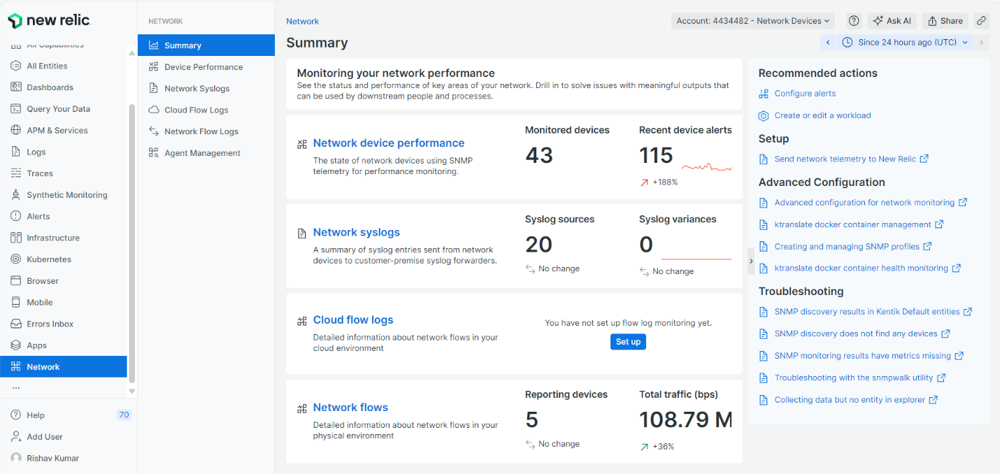 new relic
All Capabilities
All Entities
Dashboards
Query Your Data
APM & Services
Logs
Traces
Synthetic Monitoring
Alerts
Infrastructure
Kubernetes
Browser
Mobile
Errors Inbox
Apps
Network
...
Help 70
Add User
Rishav Kumar
NETWORK
Summary
Device Performance
Network Syslogs
Cloud Flow Logs
Network Flow Logs
Agent Management
Network
Account: 4434482 - Network Devices
Ask AI
Share
Summary
Since 24 hours ago (UTC)
Monitoring your network performance
See the status and performance of key areas of your network. Drill in to solve issues with meaningful outputs that
can be used by downstream people and processes.
Network device performance
The state of network devices using SNMP
telemetry for performance monitoring.
Monitored devices
43
Recent device alerts
115
+188%
Network syslogs
A summary of syslog entries sent from network
devices to customer-premise syslog forwarders.
Syslog sources
20
No change
Syslog variances
0
No change
Cloud flow logs
Detailed information about network flows in your
cloud environment
You have not set up flow log monitoring yet.
Set up
Network flows
Detailed information about network flows in your
physical environment
Reporting devices
5
No change
Total traffic (bps)
108.79 M
+36%
Recommended actions
Configure alerts
Create or edit a workload
Setup
Send network telemetry to New Relic
Advanced Configuration
Advanced configuration for network monitoring
ktranslate docker container management
Creating and managing SNMP profiles
ktranslate docker container health monitoring
Troubleshooting
SNMP discovery results in Kentik Default entities
SNMP discovery does not find any devices
SNMP monitoring results have metrics missing
Troubleshooting with the snmpwalk utility
Collecting data but no entity in explorer